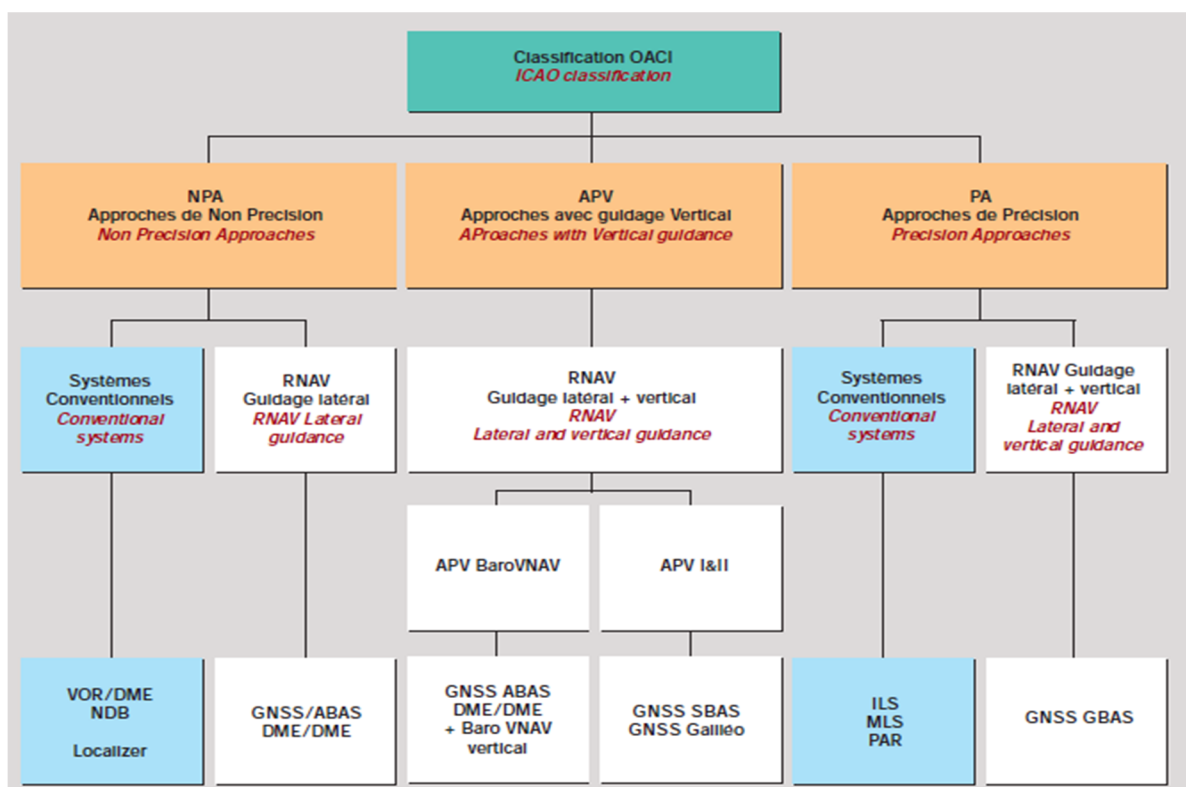 Classification OACI
ICAO classification
NPA
Approches de Non Precision
Non Precision Approaches
APV
Approches avec guidage Vertical
AProaches with Vertical guidance
PA
Approches de Précision
Precision Approaches
Systèmes
Conventionnels
Conventional
systems
RNAV
Guidage latéral
RNAV Lateral
guidance
RNAV
Guidage latéral + vertical
RNAV
Lateral and vertical guidance
Systèmes
Conventionnels
Conventional
systems
RNAV Guidage
latéral + vertical
RNAV
Lateral and
vertical guidance
APV BaroVNAV
APV I&II
VOR/DME
NDB
Localizer
GNSS/ABAS
DME/DME
GNSS ABAS
DME/DME
+ Baro VNAV
vertical
GNSS SBAS
GNSS Galiléo
ILS
MLS
PAR
GNSS GBAS